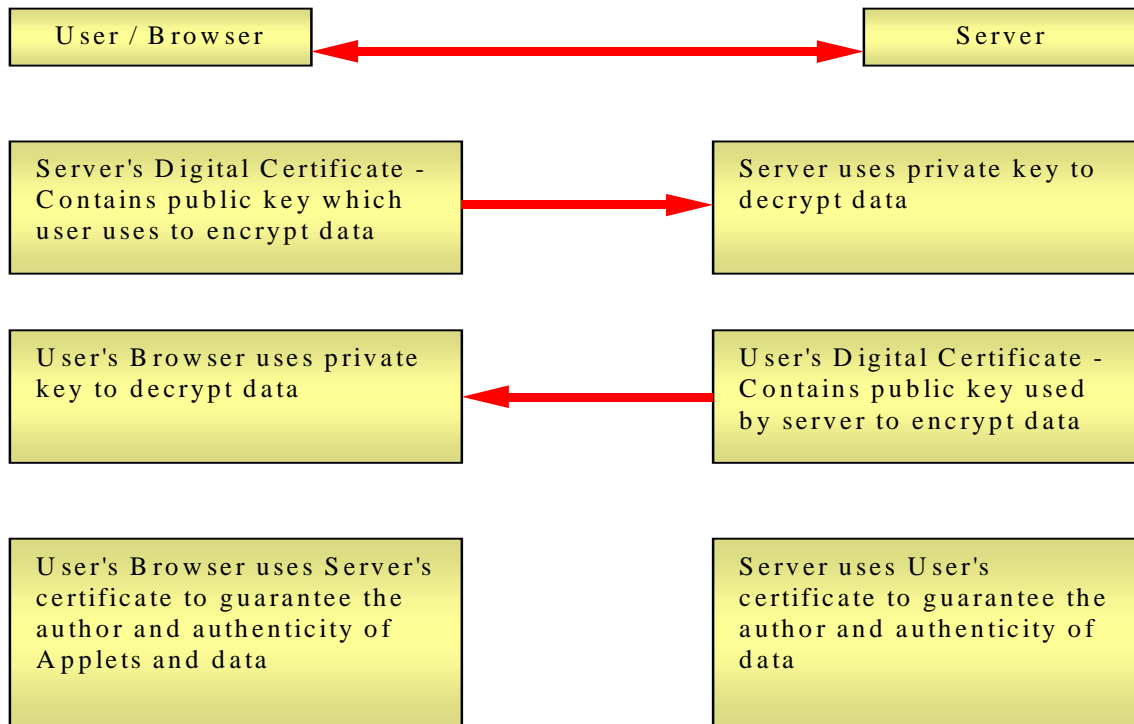 User / Browser
Server
Server's Digital Certificate -
Contains public key which
user uses to encrypt data
Server uses private key to
decrypt data
User's Browser uses private
key to decrypt data
User's Digital Certificate -
Contains public key used
by server to encrypt data
User's Browser uses Server's
certificate to guarantee the
author and authenticity of
Applets and data
Server uses User's
certificate to guarantee the
author and authenticity of
data